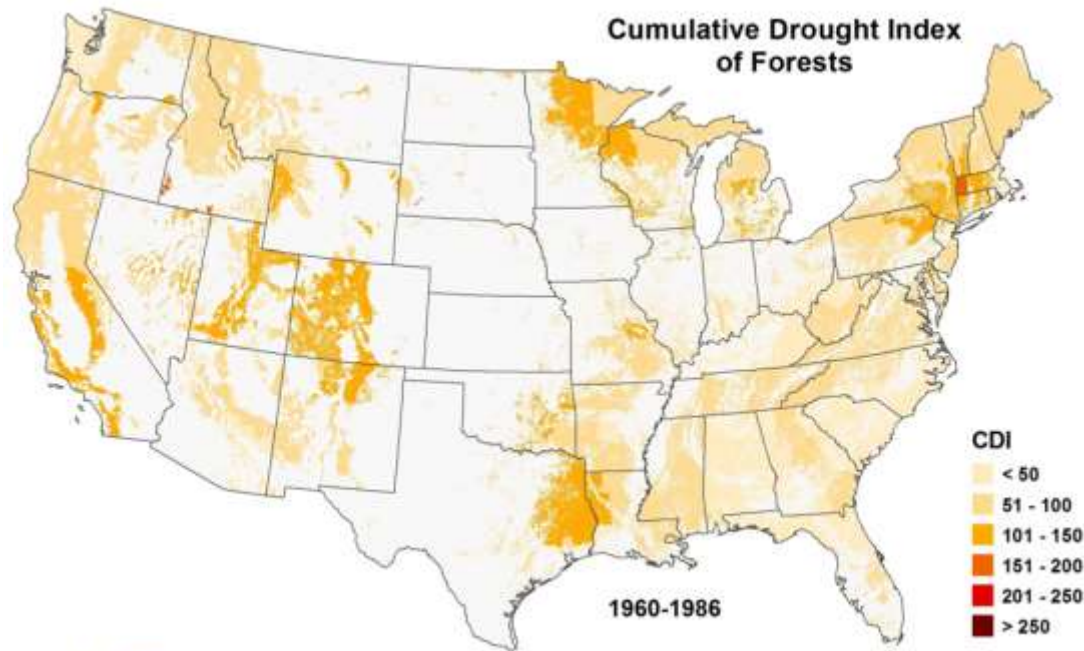 Cumulative Drought Index
of Forests
CDI
< 50
51 - 100
101 - 150
151 - 200
201 - 250
> 250
1960-1986